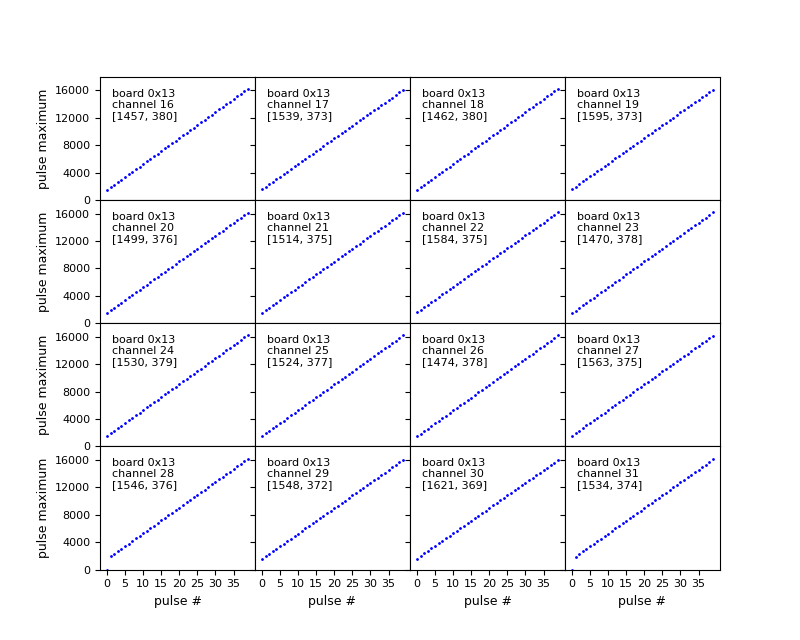 pulse maximum
16000
12000
8000
4000
0
board 0x13
channel 16
[1457, 380]
board 0x13
channel 17
[1539, 373]
board 0x13
channel 18
[1462, 380]
board 0x13
channel 19
[1595, 373]
pulse maximum
16000
12000
8000
4000
0
board 0x13
channel 20
[1499, 376]
board 0x13
channel 21
[1514, 375]
board 0x13
channel 22
[1584, 375]
board 0x13
channel 23
[1470, 378]
pulse maximum
16000
12000
8000
4000
0
board 0x13
channel 24
[1530, 379]
board 0x13
channel 25
[1524, 377]
board 0x13
channel 26
[1474, 378]
board 0x13
channel 27
[1563, 375]
pulse maximum
16000
12000
8000
4000
0
board 0x13
channel 28
[1546, 376]
board 0x13
channel 29
[1548, 372]
board 0x13
channel 30
[1621, 369]
board 0x13
channel 31
[1534, 374]
0 5 10 15 20 25 30 35
0 5 10 15 20 25 30 35
0 5 10 15 20 25 30 35
0 5 10 15 20 25 30 35
pulse #
pulse #
pulse #
pulse #